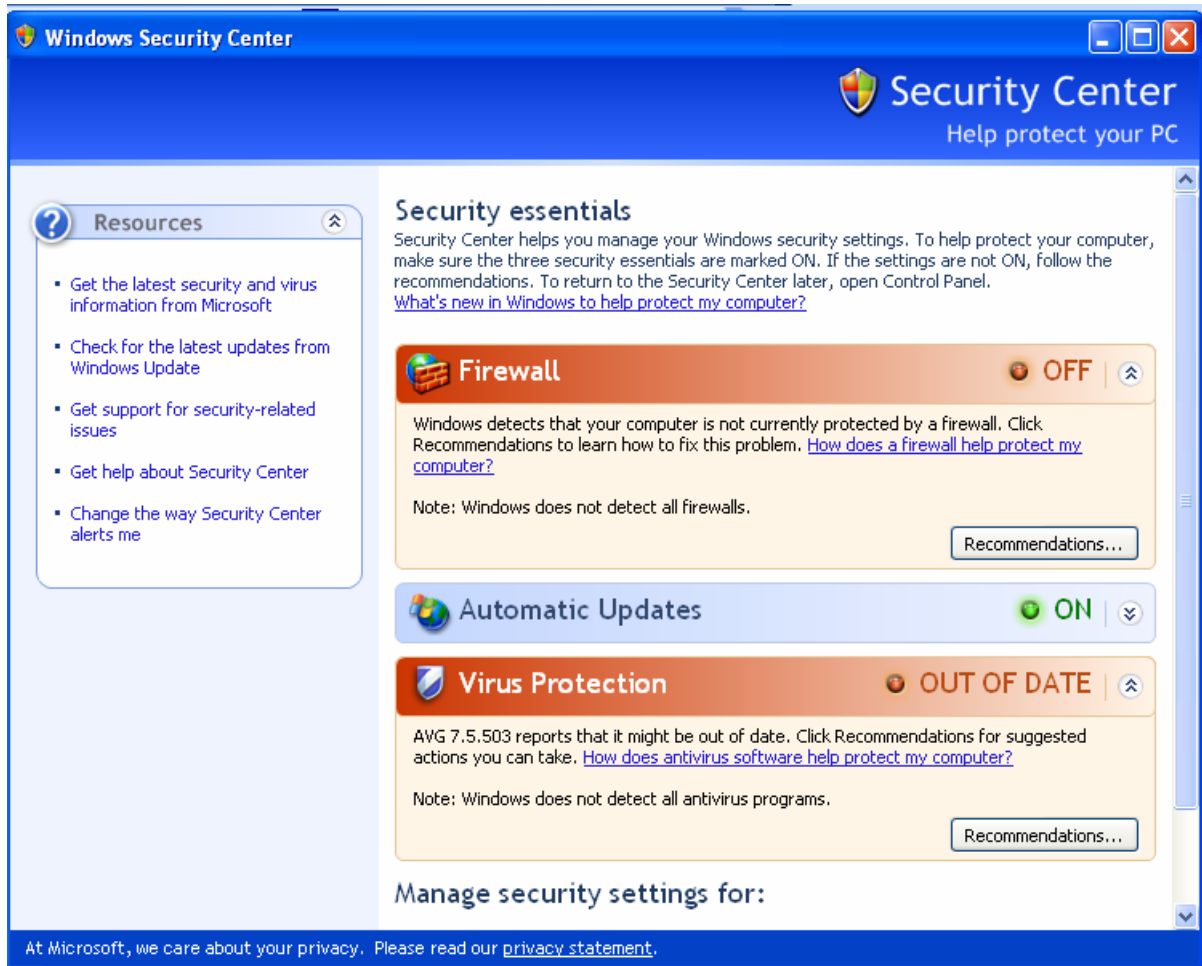 Windows Security Center
Security Center
Help protect your PC
Resources
Get the latest security and virus
information from Microsoft
Check for the latest updates from
Windows Update
Get support for security-related
issues
Get help about Security Center
Change the way Security Center
alerts me
Security essentials
Security Center helps you manage your Windows security settings. To help protect your computer,
make sure the three security essentials are marked ON. If the settings are not ON, follow the
recommendations. To return to the Security Center later, open Control Panel.
What's new in Windows to help protect my computer?
Firewall OFF
Windows detects that your computer is not currently protected by a firewall. Click
Recommendations to learn how to fix this problem. How does a firewall help protect my
computer?
Note: Windows does not detect all firewalls.
Recommendations...
Automatic Updates ON
Virus Protection OUT OF DATE
AVG 7.5.503 reports that it might be out of date. Click Recommendations for suggested
actions you can take. How does antivirus software help protect my computer?
Note: Windows does not detect all antivirus programs.
Recommendations...
Manage security settings for:
At Microsoft, we care about your privacy. Please read our privacy statement.